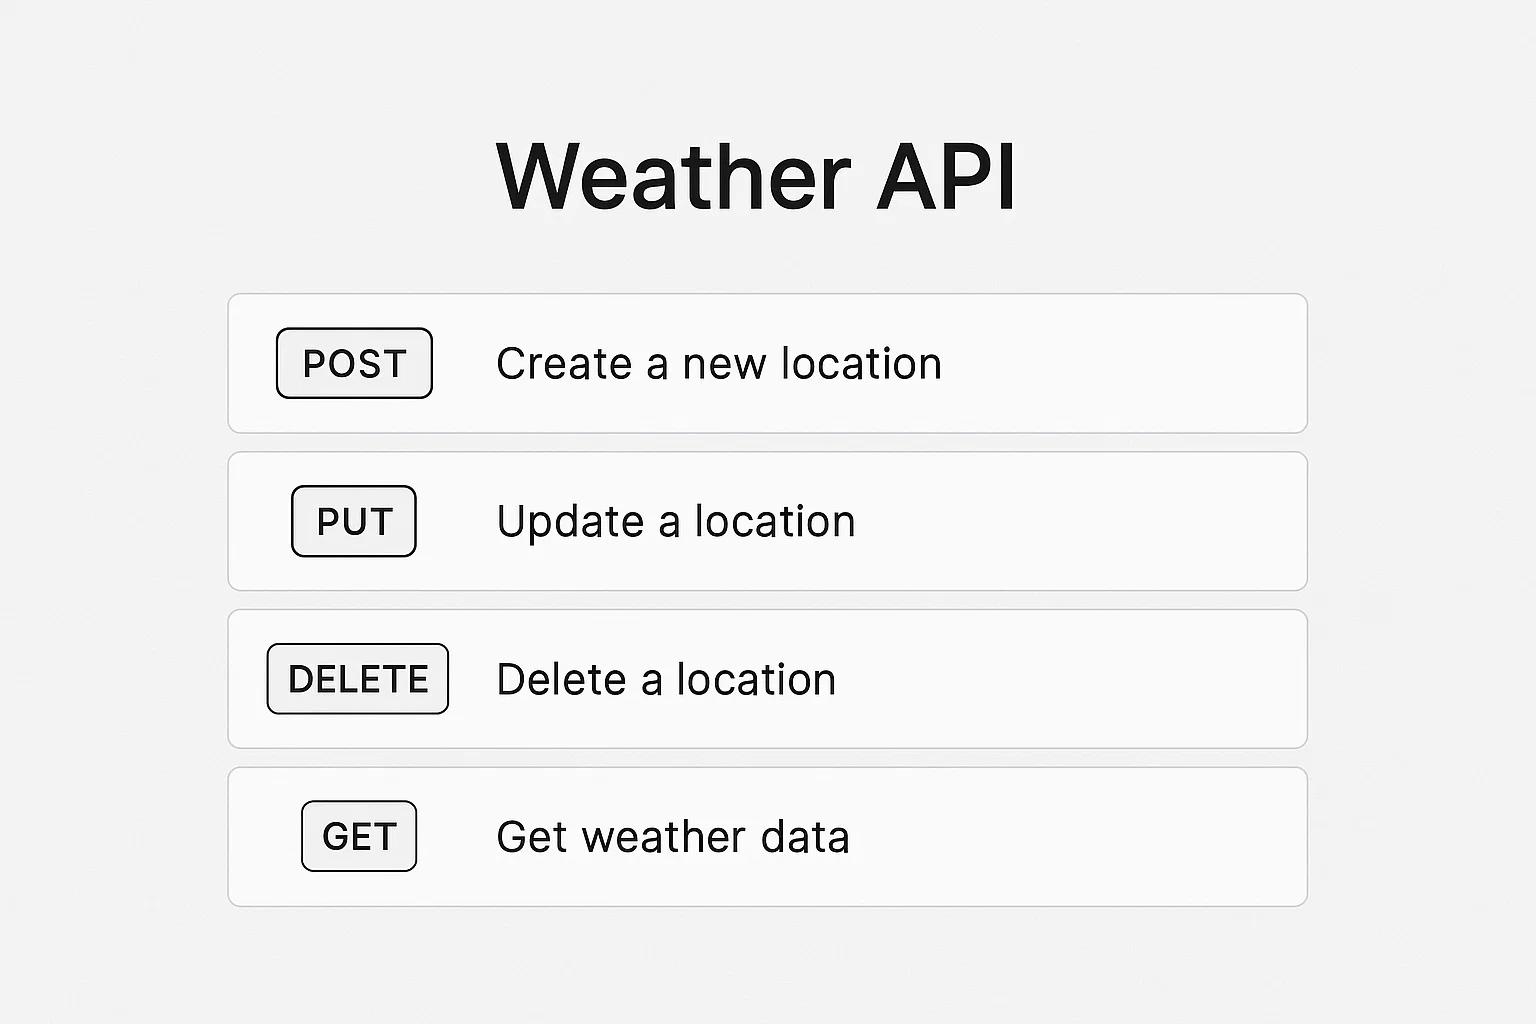 Weather API
POST Create a new location
PUT Update a location
DELETE Delete a location
GET Get weather data